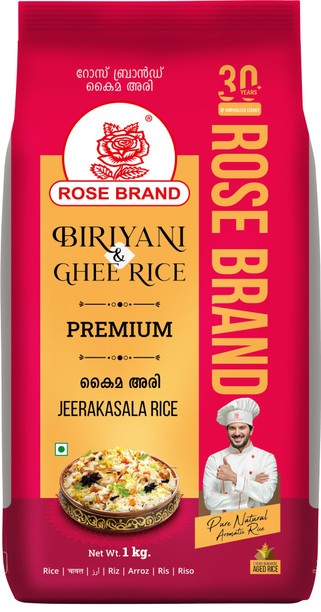 റോസ് ബ്രാൻഡ്
കൈമ അരി
30+
YEARS
®
ROSE BRAND
ROSE BRAND
BIRIYANI
&
GHEE RICE
PREMIUM
കൈമ അരി
JEERAKASALA RICE
Pure Natural
Aromatic Rice
Net Wt. 1 kg.
AGED RICE
Rice | चावल | أرز | Riz | Arroz | Ris | Riso